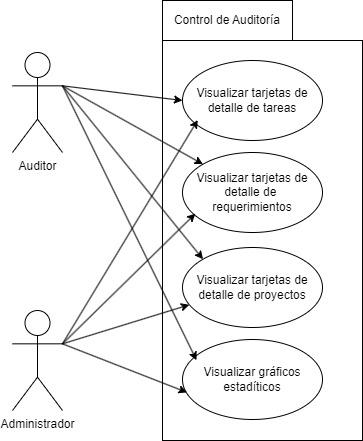 Control de Auditoría
Visualizar tarjetas de
detalle de tareas
Auditor
Visualizar tarjetas de
detalle de
requerimientos
Visualizar tarjetas de
detalle de proyectos
Visualizar gráficos
estadíticos
Administrador